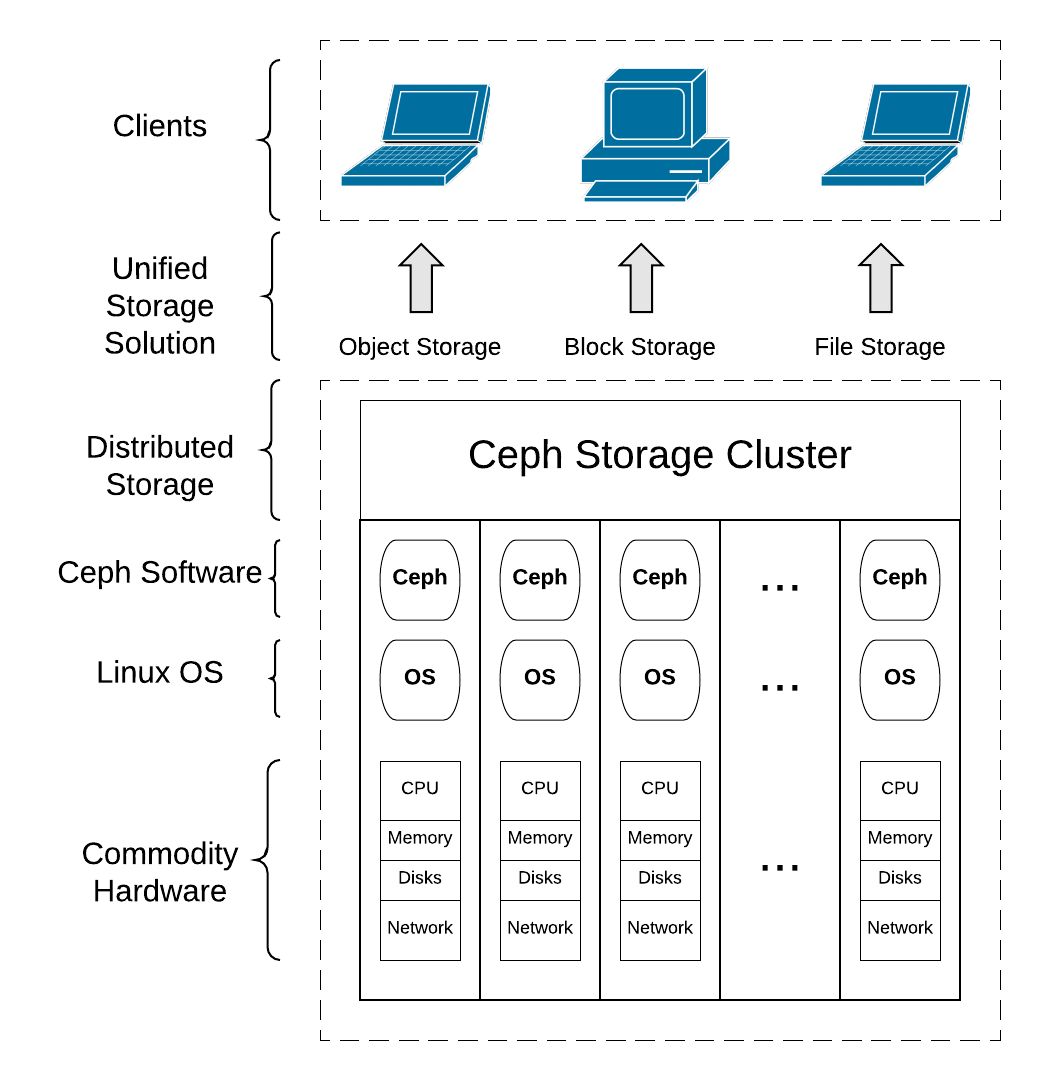 Clients
Unified
Storage
Solution
Object Storage
Block Storage
File Storage
Distributed
Storage
Ceph Storage Cluster
Ceph Software
Ceph
Ceph
Ceph
...
Ceph
Linux OS
OS
OS
OS
...
OS
Commodity
Hardware
CPU
CPU
CPU
CPU
Memory
Memory
Memory
Memory
Disks
Disks
Disks
...
Disks
Network
Network
Network
Network